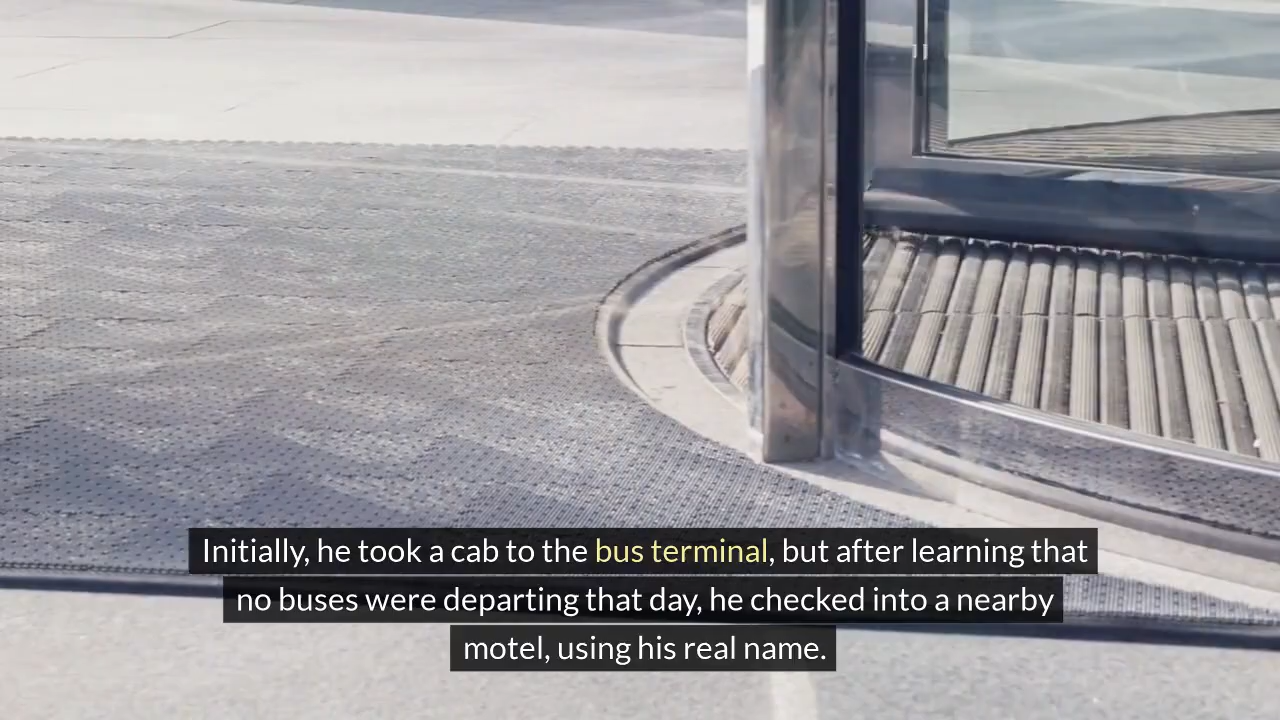 Initially, he took a cab to the bus terminal, but after learning that
no buses were departing that day, he checked into a nearby
motel, using his real name.